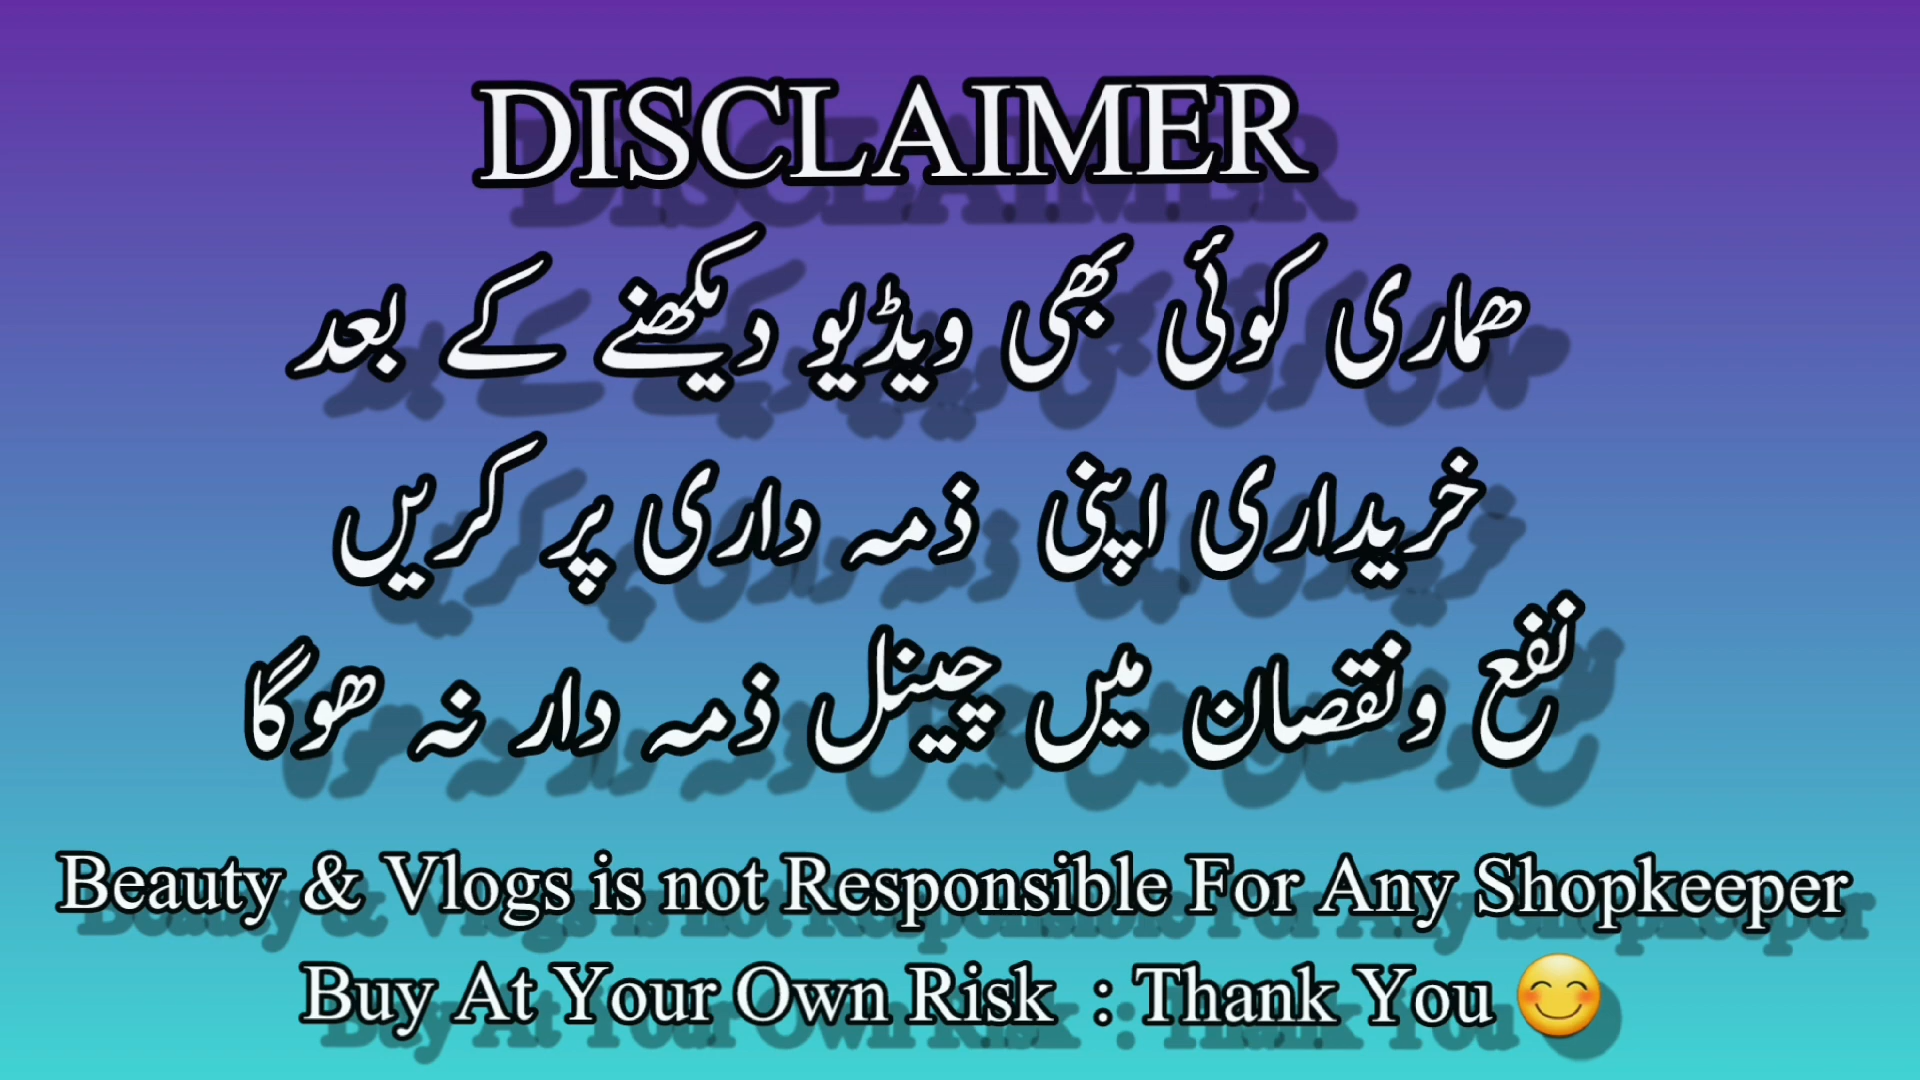 DISCLAIMER
ھماری کوئی بھی ویڈیو دیکھنے کے بعد
خریداری اپنی ذمہ داری پر کریں
نفع ونقصان میں چینل ذمہ دار نہ ھوگا
Beauty & Vlogs is not Responsible For Any Shopkeeper
Buy At Your Own Risk : Thank You 😊